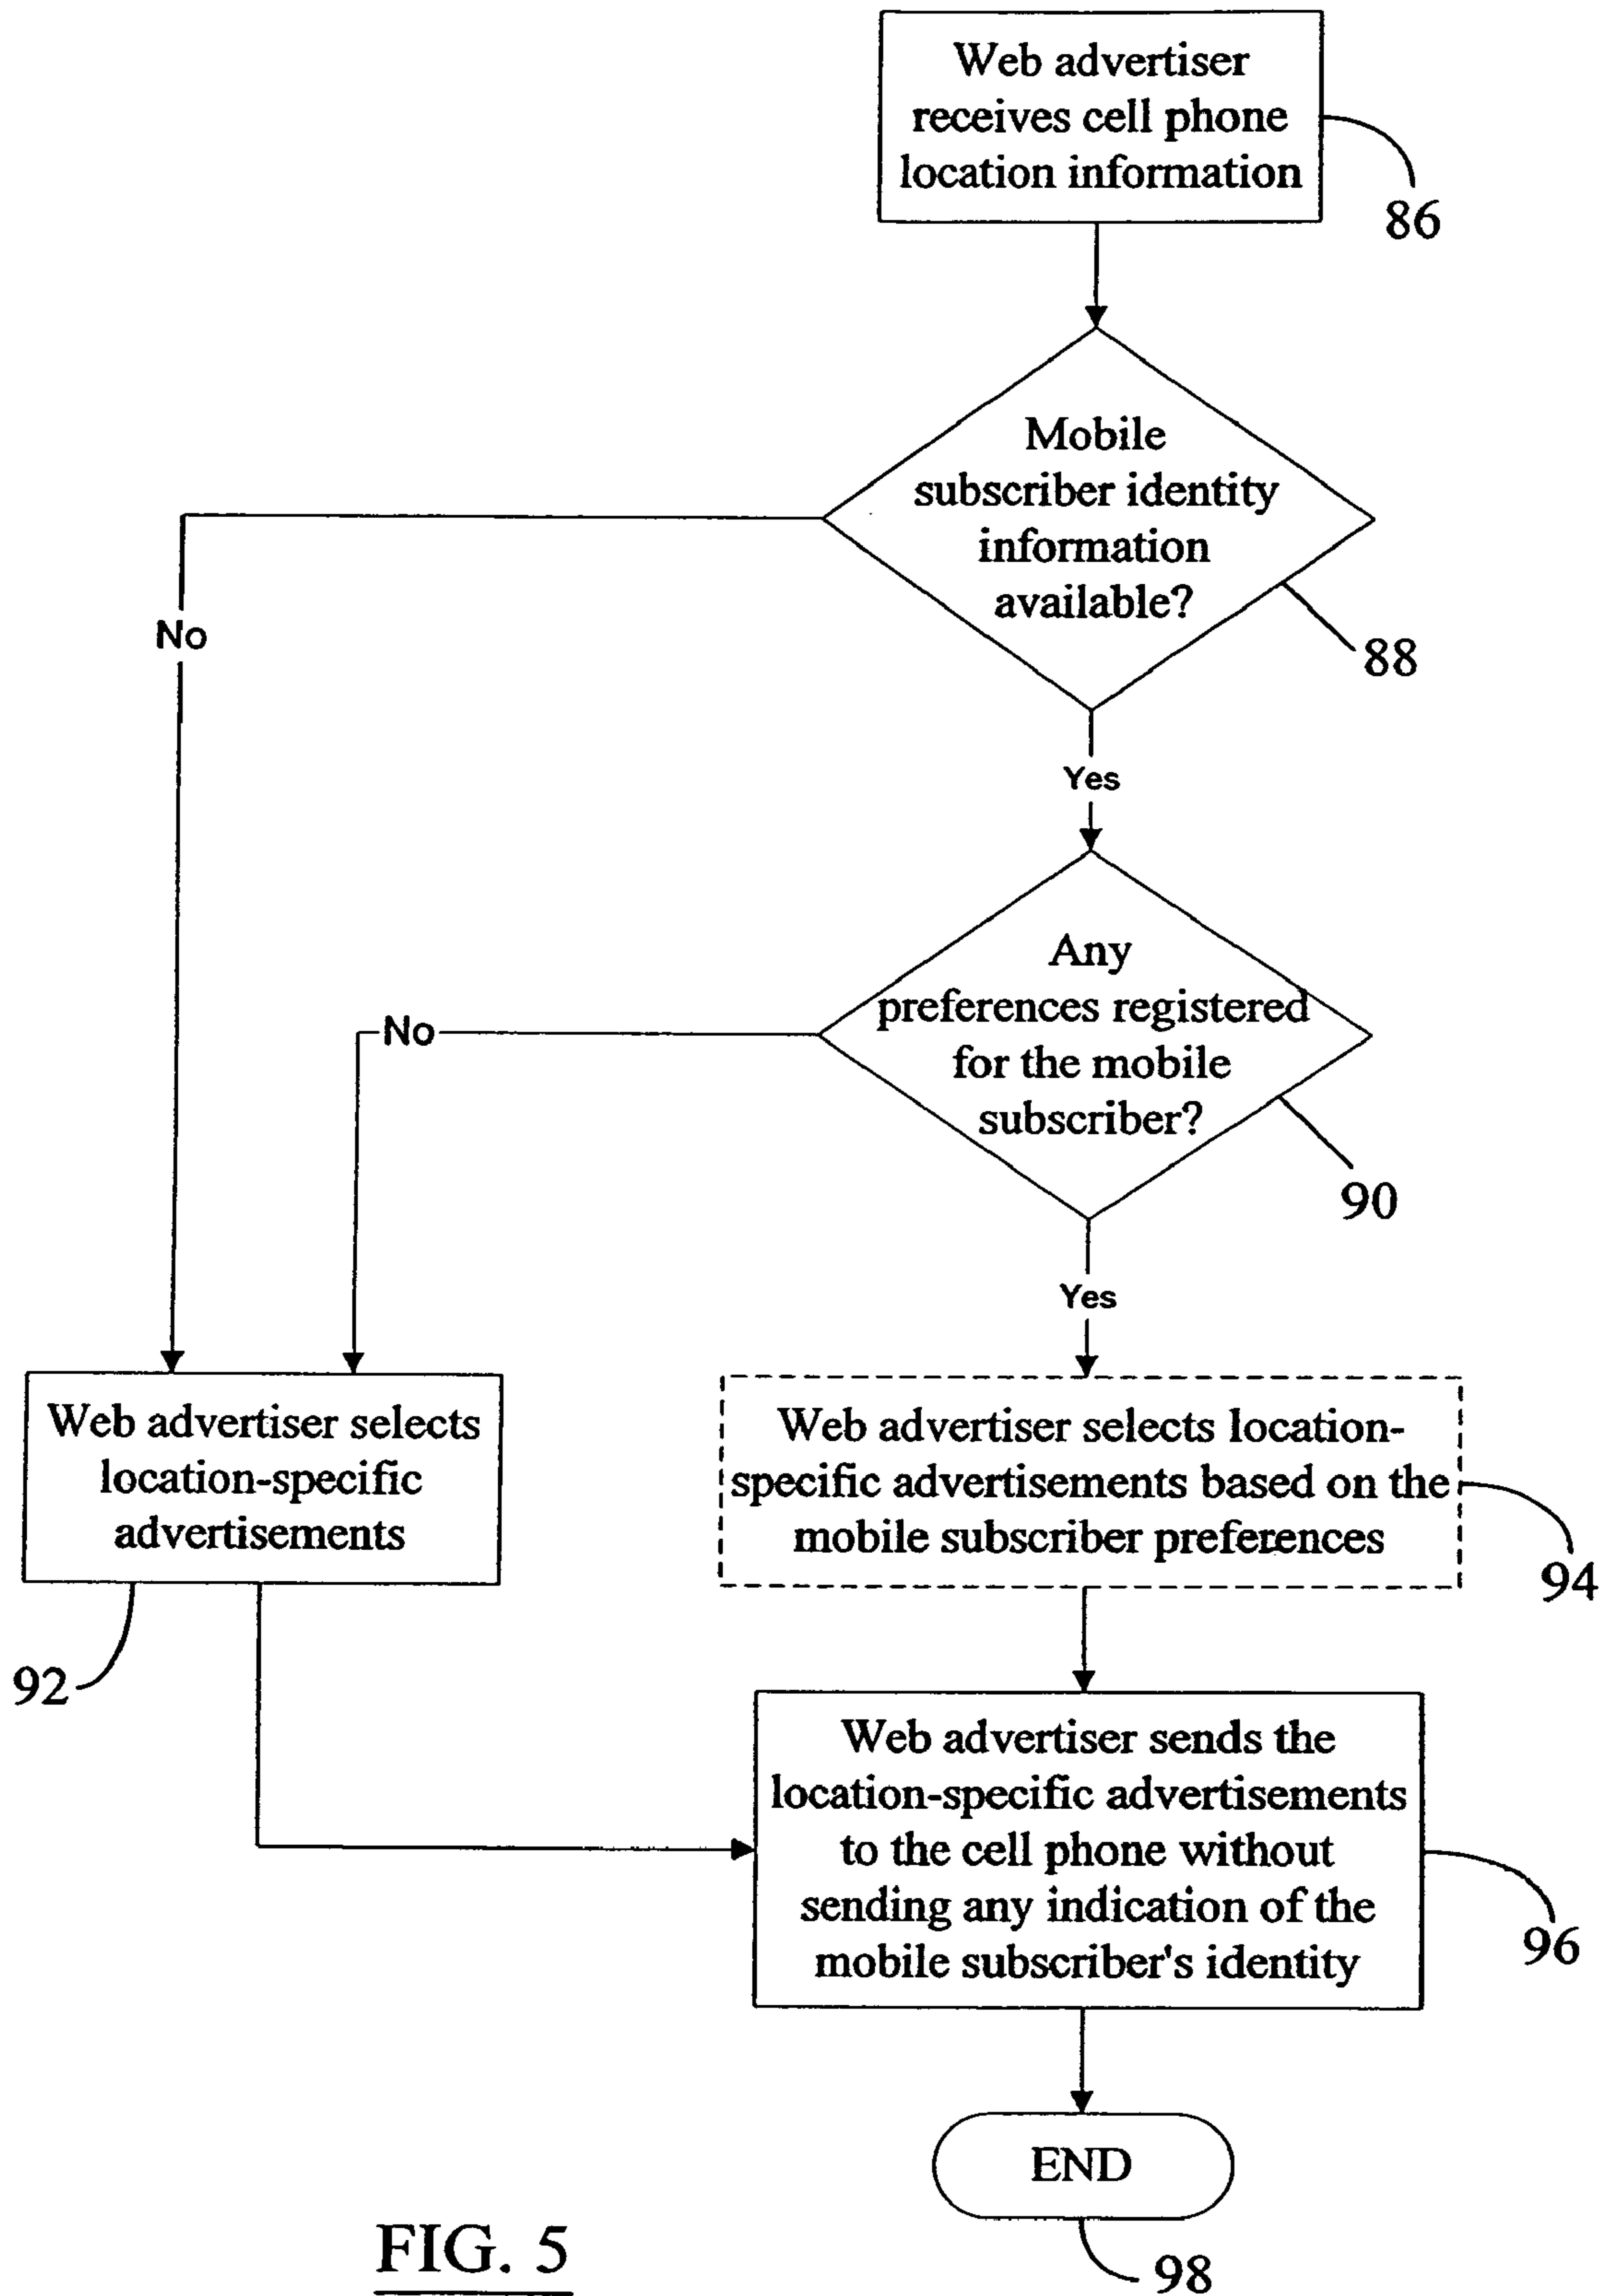 Web advertiser
receives cell phone
location information
86
Mobile
subscriber identity
information
available?
88
No
Yes
Any
preferences registered
for the mobile
subscriber?
90
No
Yes
Web advertiser selects
location-specific
advertisements
92
Web advertiser selects location-
specific advertisements based on the
mobile subscriber preferences
94
Web advertiser sends the
location-specific advertisements
to the cell phone without
sending any indication of the
mobile subscriber's identity
96
END
98
FIG. 5